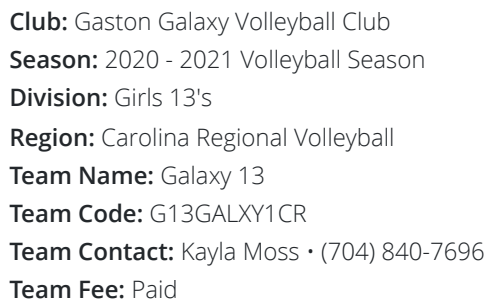 Club: Gaston Galaxy Volleyball Club
Season: 2020 - 2021 Volleyball Season
Division: Girls 13's
Region: Carolina Regional Volleyball
Team Name: Galaxy 13
Team Code: G13GALXY1CR
Team Contact: Kayla Moss • (704) 840-7696
Team Fee: Paid